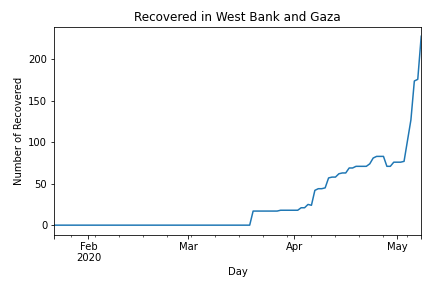 Recovered in West Bank and Gaza
Number of Recovered
200
150
100
50
0
Feb
2020
Mar
Apr
May
Day